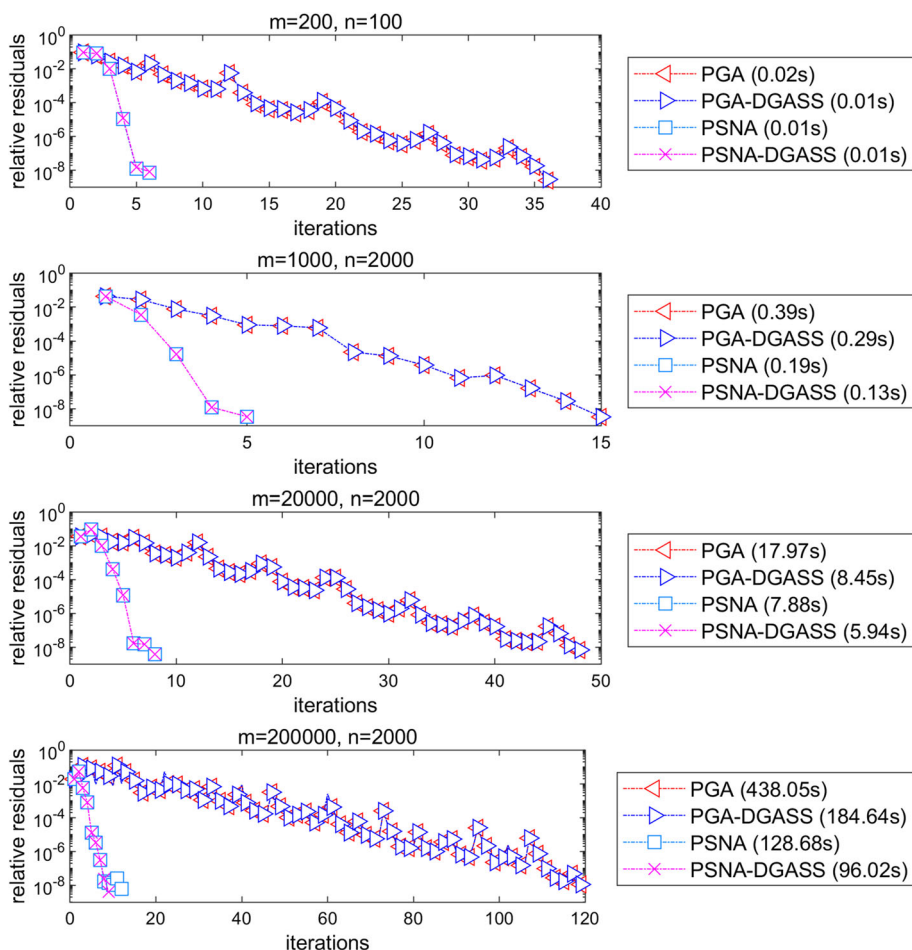 m=200, n=100
relative residuals
10^0
10^-2
10^-4
10^-6
10^-8
0 5 10 15 20 25 30 35 40
iterations
PGA (0.02s)
PGA-DGASS (0.01s)
PSNA (0.01s)
PSNA-DGASS (0.01s)
m=1000, n=2000
relative residuals
10^0
10^-2
10^-4
10^-6
10^-8
0 5 10 15
iterations
PGA (0.39s)
PGA-DGASS (0.29s)
PSNA (0.19s)
PSNA-DGASS (0.13s)
m=20000, n=2000
relative residuals
10^0
10^-2
10^-4
10^-6
10^-8
0 10 20 30 40 50
iterations
PGA (17.97s)
PGA-DGASS (8.45s)
PSNA (7.88s)
PSNA-DGASS (5.94s)
m=200000, n=2000
relative residuals
10^0
10^-2
10^-4
10^-6
10^-8
0 20 40 60 80 100 120
iterations
PGA (438.05s)
PGA-DGASS (184.64s)
PSNA (128.68s)
PSNA-DGASS (96.02s)